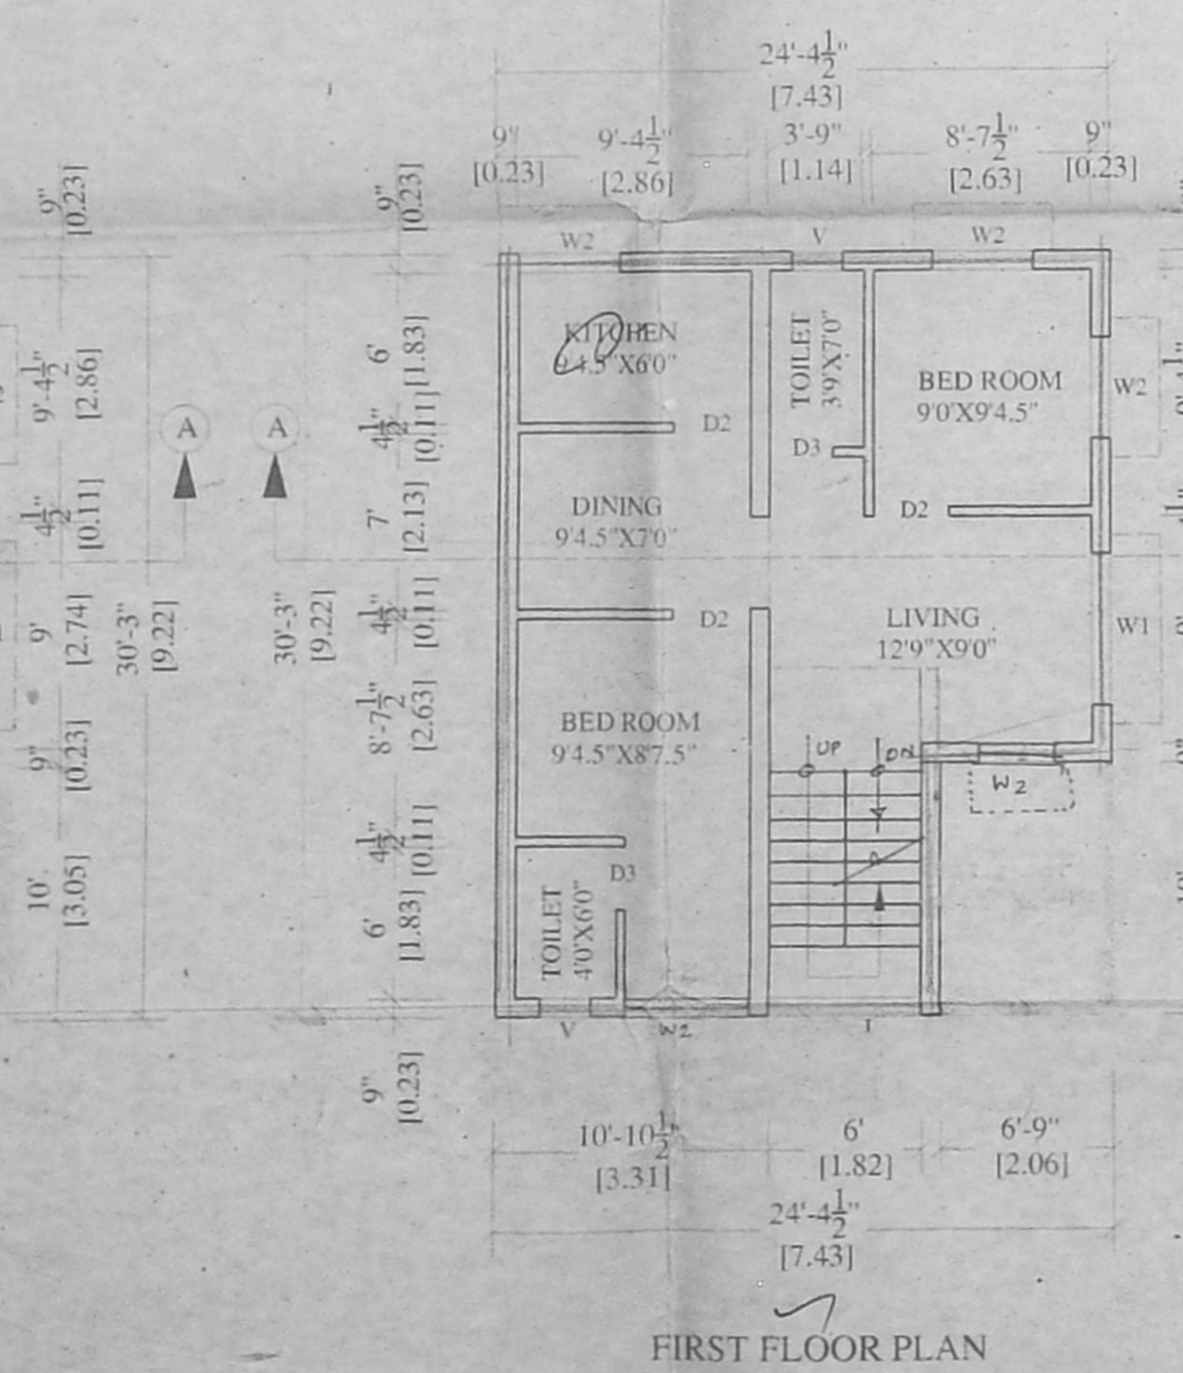 24'-4½"
[7.43]
9" 9'-4½" 3'-9" 8'-7½" 9"
[0.23] [2.86] [1.14] [2.63] [0.23]
9"
[0.23]
9'-4½"
[2.86]
4½"
[0.11]
9'
[2.74]
9"
[0.23]
10'
[3.05]
30'-3"
[9.22]
A A
30'-3"
[9.22]
9"
[0.23]
6'
[1.83]
4½"
[0.11]
7'
[2.13]
4½"
[0.11]
8'-7½"
[2.63]
4½"
[0.11]
6'
[1.83]
9"
[0.23]
W2 V W2
KITCHEN
9'4.5"X6'0"
TOILET
3'9'X7'0"
BED ROOM
9'0'X9'4.5"
W2
D2
D3
DINING
9'4.5"X7'0"
D2
D2
LIVING
12'9"X9'0"
W1
BED ROOM
9'4.5"X8'7.5"
UP DN
W2
D3
TOILET
4'0'X6'0"
V W2
10'-10½" 6' 6'-9"
[3.31] [1.82] [2.06]
24'-4½"
[7.43]
FIRST FLOOR PLAN